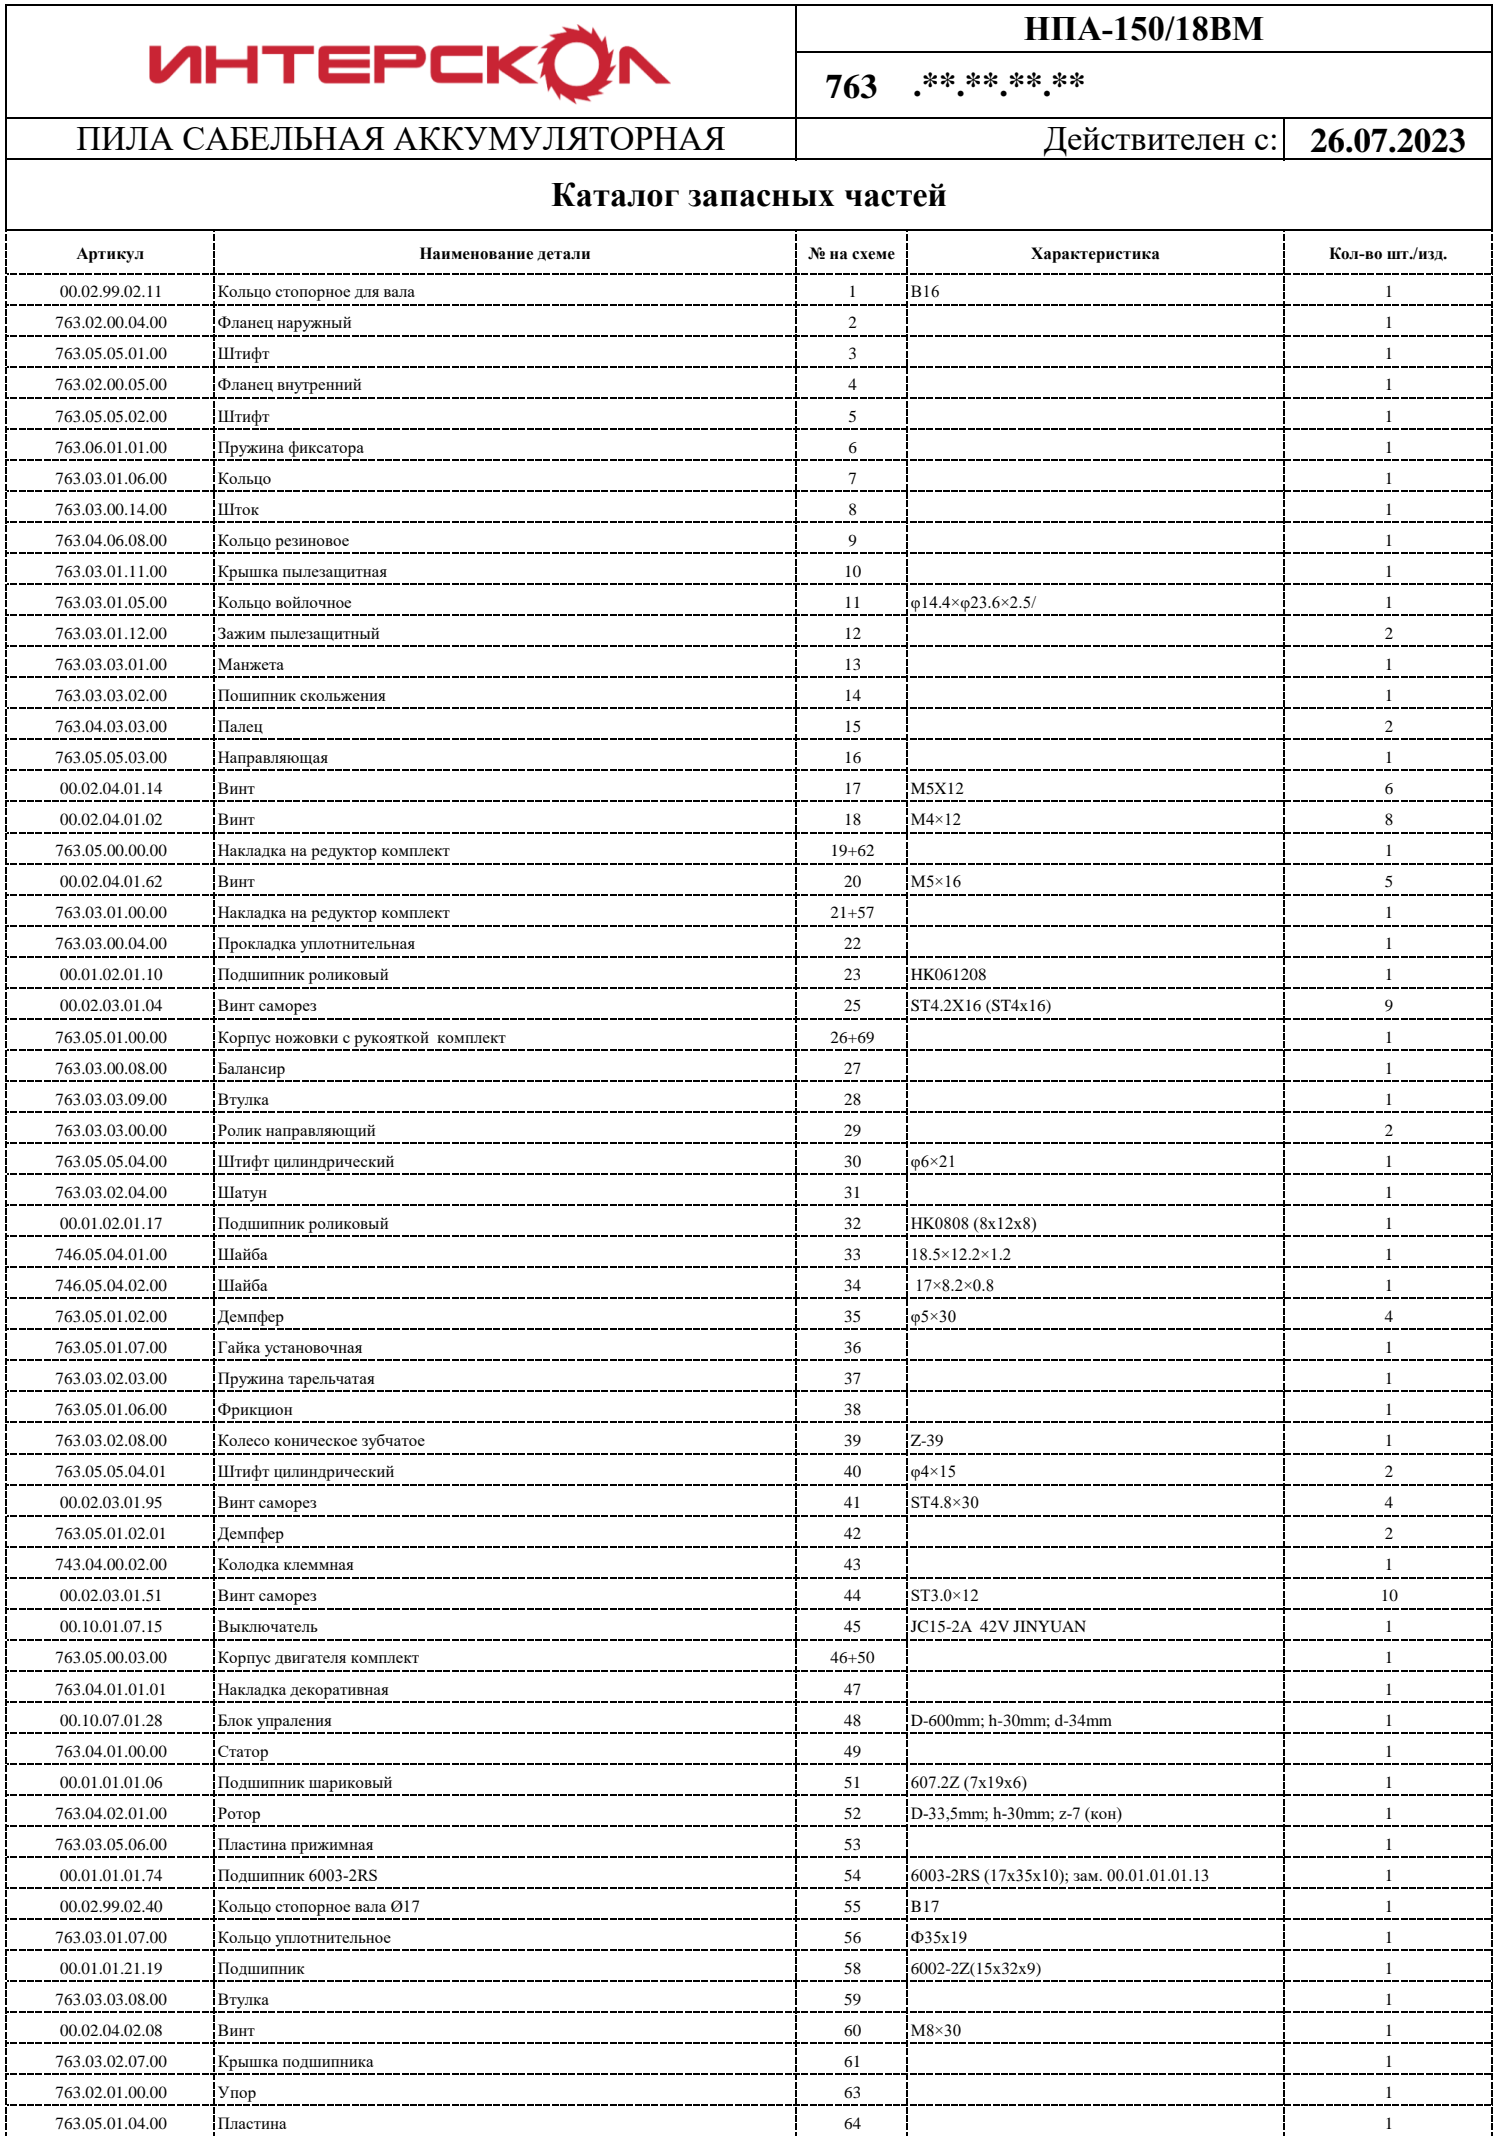 ИНТЕРСКОЛ
НПА-150/18ВМ
763 .**.**.**.**
ПИЛА САБЕЛЬНАЯ АККУМУЛЯТОРНАЯ Действителен с: 26.07.2023
Каталог запасных частей
Артикул Наименование детали № на схеме Характеристика Кол-во шт./изд.
00.02.99.02.11 Кольцо стопорное для вала 1 B16 1
763.02.00.04.00 Фланец наружный 2 1
763.05.05.01.00 Штифт 3 1
763.02.00.05.00 Фланец внутренний 4 1
763.05.05.02.00 Штифт 5 1
763.06.01.01.00 Пружина фиксатора 6 1
763.03.01.06.00 Кольцо 7 1
763.03.00.14.00 Шток 8 1
763.04.06.08.00 Кольцо резиновое 9 1
763.03.01.11.00 Крышка пылезащитная 10 1
763.03.01.05.00 Кольцо войлочное 11 φ14.4×φ23.6×2.5/ 1
763.03.01.12.00 Зажим пылезащитный 12 2
763.03.03.01.00 Манжета 13 1
763.03.03.02.00 Пошипник скольжения 14 1
763.04.03.03.00 Палец 15 2
763.05.05.03.00 Направляющая 16 1
00.02.04.01.14 Винт 17 M5X12 6
00.02.04.01.02 Винт 18 M4×12 8
763.05.00.00.00 Накладка на редуктор комплект 19+62 1
00.02.04.01.62 Винт 20 M5×16 5
763.03.01.00.00 Накладка на редуктор комплект 21+57 1
763.03.00.04.00 Прокладка уплотнительная 22 1
00.01.02.01.10 Подшипник роликовый 23 HK061208 1
00.02.03.01.04 Винт саморез 25 ST4.2X16 (ST4x16) 9
763.05.01.00.00 Корпус ножовки с рукояткой  комплект 26+69 1
763.03.00.08.00 Балансир 27 1
763.03.03.09.00 Втулка 28 1
763.03.03.00.00 Ролик направляющий 29 2
763.05.05.04.00 Штифт цилиндрический 30 φ6×21 1
763.03.02.04.00 Шатун 31 1
00.01.02.01.17 Подшипник роликовый 32 HK0808 (8x12x8) 1
746.05.04.01.00 Шайба 33 18.5×12.2×1.2 1
746.05.04.02.00 Шайба 34 17×8.2×0.8 1
763.05.01.02.00 Демпфер 35 φ5×30 4
763.05.01.07.00 Гайка установочная 36 1
763.03.02.03.00 Пружина тарельчатая 37 1
763.05.01.06.00 Фрикцион 38 1
763.03.02.08.00 Колесо коническое зубчатое 39 Z-39 1
763.05.05.04.01 Штифт цилиндрический 40 φ4×15 2
00.02.03.01.95 Винт саморез 41 ST4.8×30 4
763.05.01.02.01 Демпфер 42 2
743.04.00.02.00 Колодка клеммная 43 1
00.02.03.01.51 Винт саморез 44 ST3.0×12 10
00.10.01.07.15 Выключатель 45 JC15-2A  42V JINYUAN 1
763.05.00.03.00 Корпус двигателя комплект 46+50 1
763.04.01.01.01 Накладка декоративная 47 1
00.10.07.01.28 Блок упраления 48 D-600mm; h-30mm; d-34mm 1
763.04.01.00.00 Статор 49 1
00.01.01.01.06 Подшипник шариковый 51 607.2Z (7x19x6) 1
763.04.02.01.00 Ротор 52 D-33,5mm; h-30mm; z-7 (кон) 1
763.03.05.06.00 Пластина прижимная 53 1
00.01.01.01.74 Подшипник 6003-2RS 54 6003-2RS (17x35x10); зам. 00.01.01.01.13 1
00.02.99.02.40 Кольцо стопорное вала Ø17 55 B17 1
763.03.01.07.00 Кольцо уплотнительное 56 Ф35х19 1
00.01.01.21.19 Подшипник 58 6002-2Z(15x32x9) 1
763.03.03.08.00 Втулка 59 1
00.02.04.02.08 Винт 60 M8×30 1
763.03.02.07.00 Крышка подшипника 61 1
763.02.01.00.00 Упор 63 1
763.05.01.04.00 Пластина 64 1